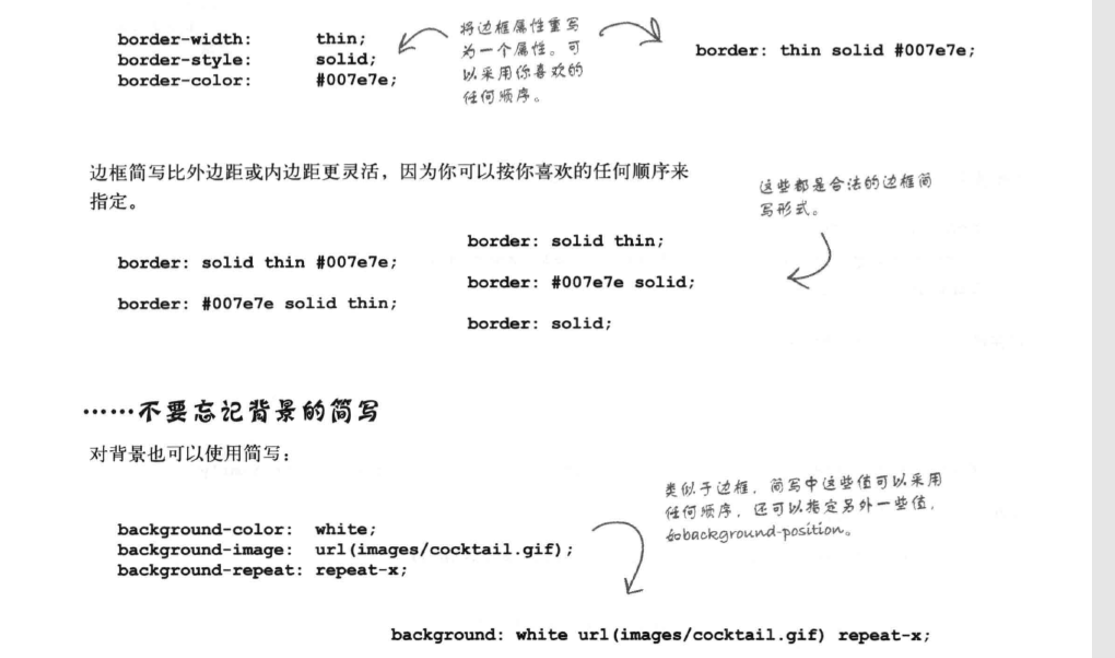 border-width: thin;
border-style: solid;
border-color: #007e7e;
将边框属性重写
为一个属性。可
以采用你喜欢的
任何顺序。
border: thin solid #007e7e;
边框简写比外边距或内边距更灵活，因为你可以按你喜欢的任何顺序来
指定。
这些都是合法的边框简
写形式。
border: solid thin #007e7e;
border: #007e7e solid thin;
border: solid thin;
border: #007e7e solid;
border: solid;
……不要忘记背景的简写
对背景也可以使用简写：
类似于边框，简写中这些值可以采用
任何顺序，还可以指定另外一些值，
如background-position。
background-color: white;
background-image: url(images/cocktail.gif);
background-repeat: repeat-x;
background: white url(images/cocktail.gif) repeat-x;